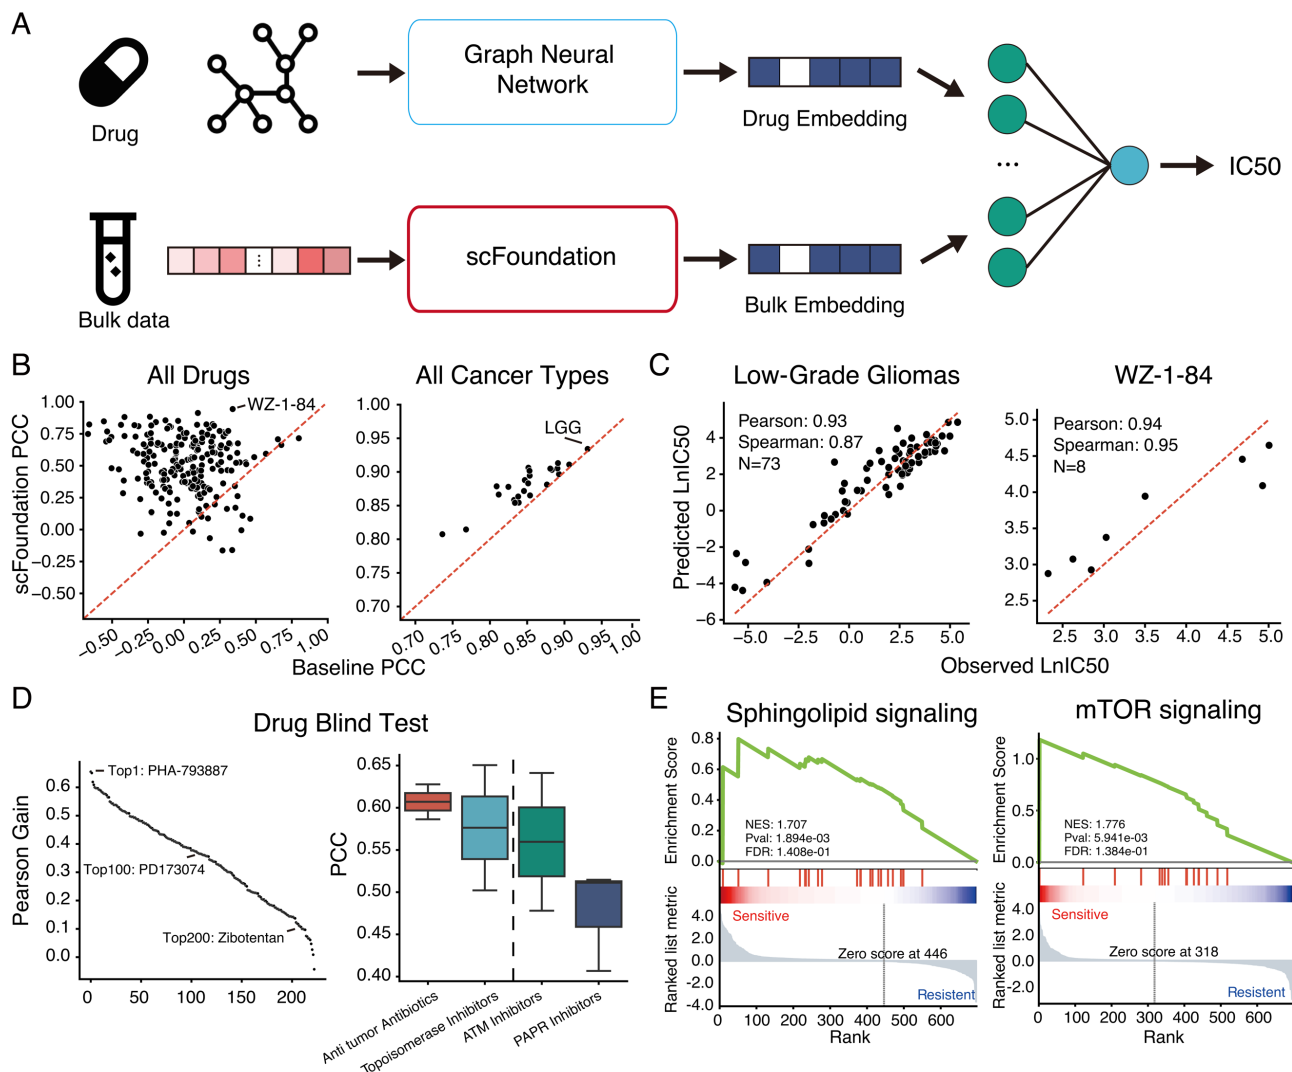 A
Drug
Graph Neural
Network
Drug Embedding
Bulk data
scFoundation
Bulk Embedding
...
IC50
B
All Drugs
scFoundation PCC
1.00
0.75
0.50
0.25
0.00
−0.25
−0.50
WZ-1-84
−0.50
−0.25
0.00
0.25
0.50
0.75
1.00
All Cancer Types
1.00
0.95
0.90
0.85
0.80
0.75
0.70
LGG
0.70
0.75
0.80
0.85
0.90
0.95
1.00
Baseline PCC
C
Low-Grade Gliomas
Predicted LnIC50
Pearson: 0.93
Spearman: 0.87
N=73
4
2
0
−2
−4
−6
−5.0
−2.5
0.0
2.5
5.0
WZ-1-84
Pearson: 0.94
Spearman: 0.95
N=8
5.0
4.5
4.0
3.5
3.0
2.5
2.5
3.0
3.5
4.0
4.5
5.0
Observed LnIC50
D
Drug Blind Test
Pearson Gain
0.6
0.5
0.4
0.3
0.2
0.1
0.0
Top1: PHA-793887
Top100: PD173074
Top200: Zibotentan
0
50
100
150
200
PCC
0.65
0.60
0.55
0.50
0.45
0.40
Anti tumor Antibiotics
Topoisomerase Inhibitors
ATM Inhibitors
PAPR Inhibitors
E
Sphingolipid signaling
Enrichment Score
0.8
0.6
0.4
0.2
0.0
NES: 1.707
Pval: 1.894e-03
FDR: 1.408e-01
Ranked list metric
4.0
2.0
0.0
-2.0
-4.0
Sensitive
Zero score at 446
Resistent
0
100
200
300
400
500
600
Rank
mTOR signaling
Enrichment Score
1.0
0.5
0.0
NES: 1.776
Pval: 5.941e-03
FDR: 1.384e-01
Ranked list metric
4.0
2.0
0.0
-2.0
Sensitive
Zero score at 318
Resistent
0
100
200
300
400
500
600
Rank